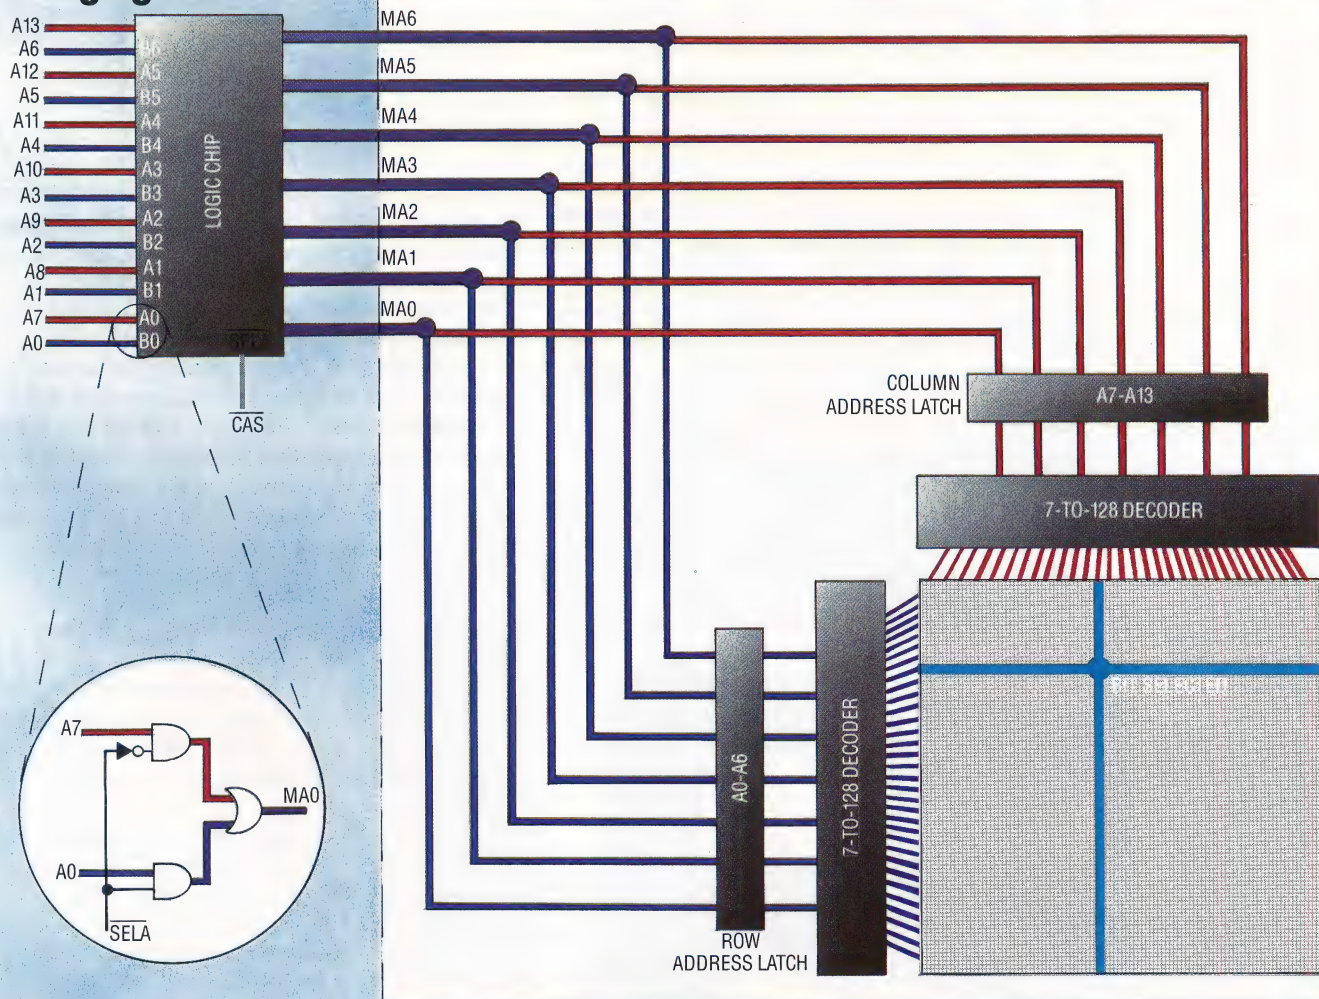 A13
A6
A12
A5
A11
A4
A10
A3
A9
A2
A8
A1
A7
A0
A6
A5
B5
A4
B4
A3
B3
A2
B2
A1
B1
A0
B0
LOGIC CHIP
CAS
MA6
MA5
MA4
MA3
MA2
MA1
MA0
COLUMN
ADDRESS LATCH
A7-A13
7-TO-128 DECODER
BIT SELECTED
7-TO-128 DECODER
A0-A6
ROW
ADDRESS LATCH
A7
A0
MA0
SELA